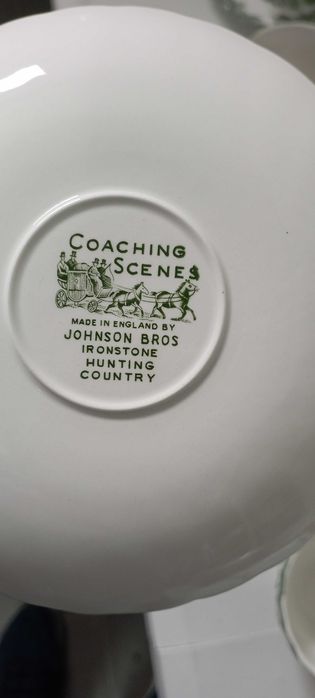 COACHING
SCENES
MADE IN ENGLAND BY
JOHNSON BROS
IRONSTONE
HUNTING
COUNTRY